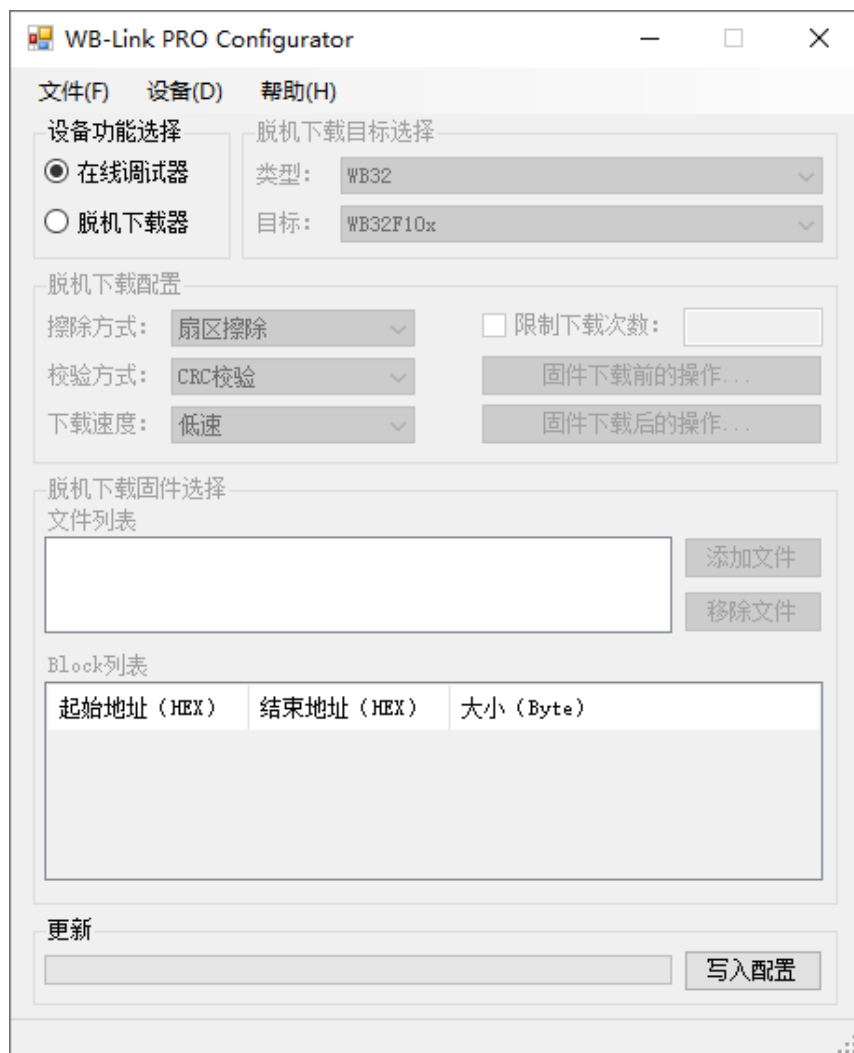 WB-Link PRO Configurator
文件(F) 设备(D) 帮助(H)
设备功能选择
在线调试器
脱机下载器
脱机下载目标选择
类型: WB32
目标: WB32F10x
脱机下载配置
擦除方式: 扇区擦除
校验方式: CRC校验
下载速度: 低速
限制下载次数:
固件下载前的操作...
固件下载后的操作...
脱机下载固件选择
文件列表
添加文件
移除文件
Block列表
起始地址(HEX) 结束地址(HEX) 大小(Byte)
更新
写入配置